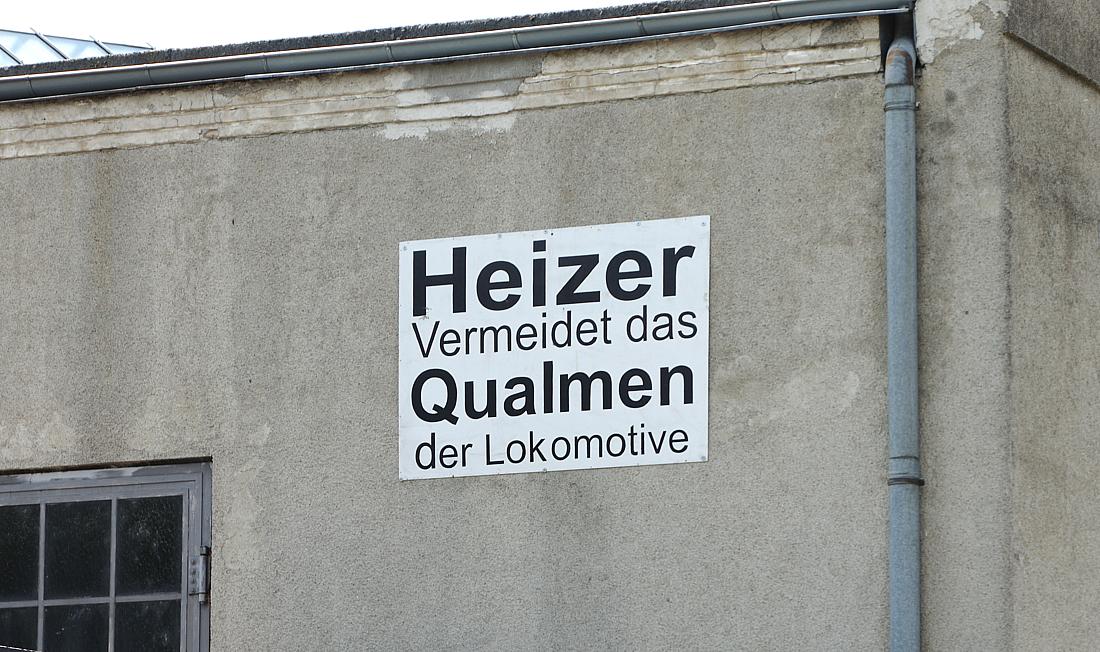 Heizer
Vermeidet das
Qualmen
der Lokomotive